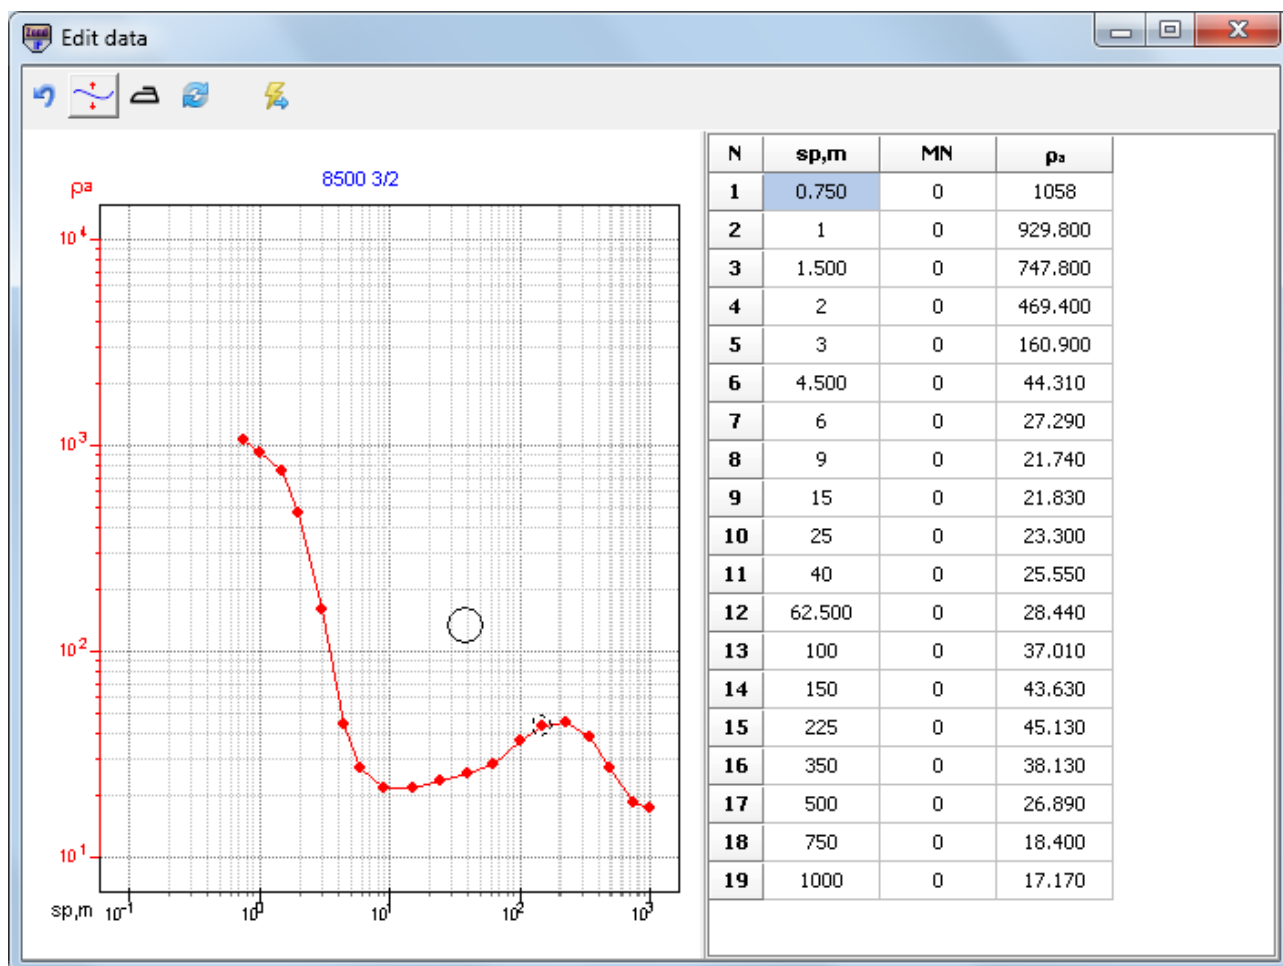 Edit data
8500 3/2
ρa
10⁴
10³
10²
10¹
sp,m 10⁻¹ 10⁰ 10¹ 10² 10³
N sp,m MN ρa
1 0.750 0 1058
2 1 0 929.800
3 1.500 0 747.800
4 2 0 469.400
5 3 0 160.900
6 4.500 0 44.310
7 6 0 27.290
8 9 0 21.740
9 15 0 21.830
10 25 0 23.300
11 40 0 25.550
12 62.500 0 28.440
13 100 0 37.010
14 150 0 43.630
15 225 0 45.130
16 350 0 38.130
17 500 0 26.890
18 750 0 18.400
19 1000 0 17.170